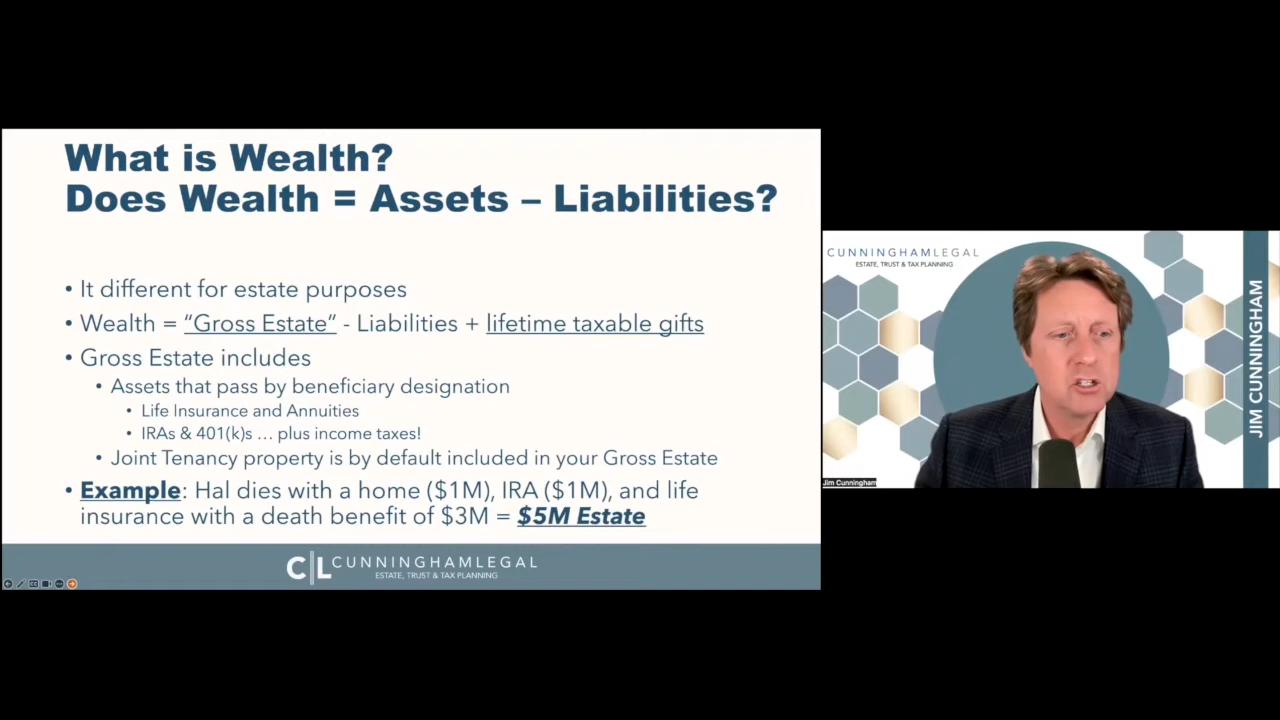 What is Wealth?
Does Wealth = Assets – Liabilities?
• It different for estate purposes
• Wealth = “Gross Estate” - Liabilities + lifetime taxable gifts
• Gross Estate includes
• Assets that pass by beneficiary designation
• Life Insurance and Annuities
• IRAs & 401(k)s … plus income taxes!
• Joint Tenancy property is by default included in your Gross Estate
• Example: Hal dies with a home ($1M), IRA ($1M), and life
insurance with a death benefit of $3M = $5M Estate
C|L CUNNINGHAMLEGAL
ESTATE, TRUST & TAX PLANNING
CUNNINGHAMLEGAL
ESTATE, TRUST & TAX PLANNING
JIM CUNNINGHAM
Jim Cunningham